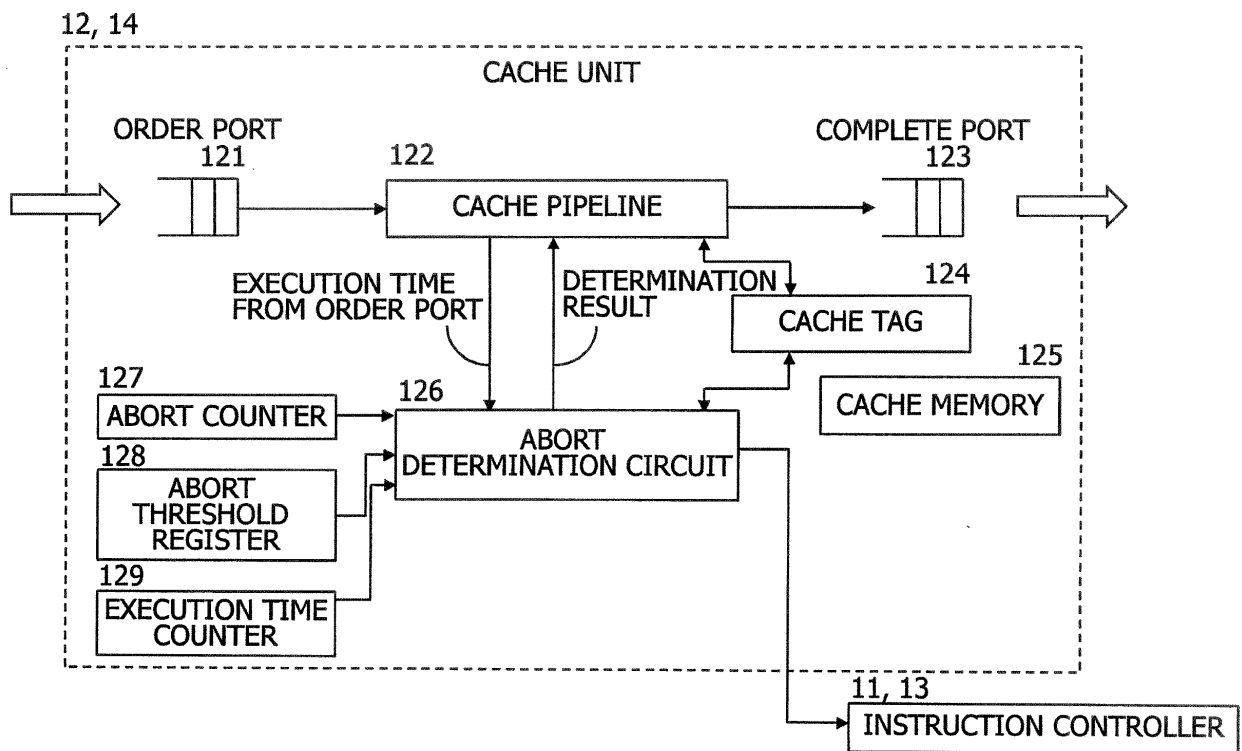 12, 14
CACHE UNIT
ORDER PORT
121
122
CACHE PIPELINE
COMPLETE PORT
123
EXECUTION TIME
FROM ORDER PORT
DETERMINATION
RESULT
124
CACHE TAG
125
CACHE MEMORY
127
ABORT COUNTER
126
ABORT
DETERMINATION CIRCUIT
128
ABORT
THRESHOLD
REGISTER
129
EXECUTION TIME
COUNTER
11, 13
INSTRUCTION CONTROLLER